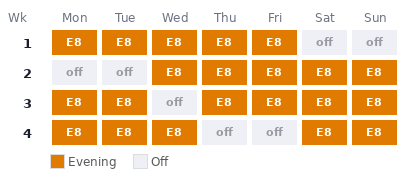 Wk Mon Tue Wed Thu Fri Sat Sun
1 E8 E8 E8 E8 E8 off off
2 off off E8 E8 E8 E8 E8
3 E8 E8 off E8 E8 E8 E8
4 E8 E8 E8 off off E8 E8
Evening Off